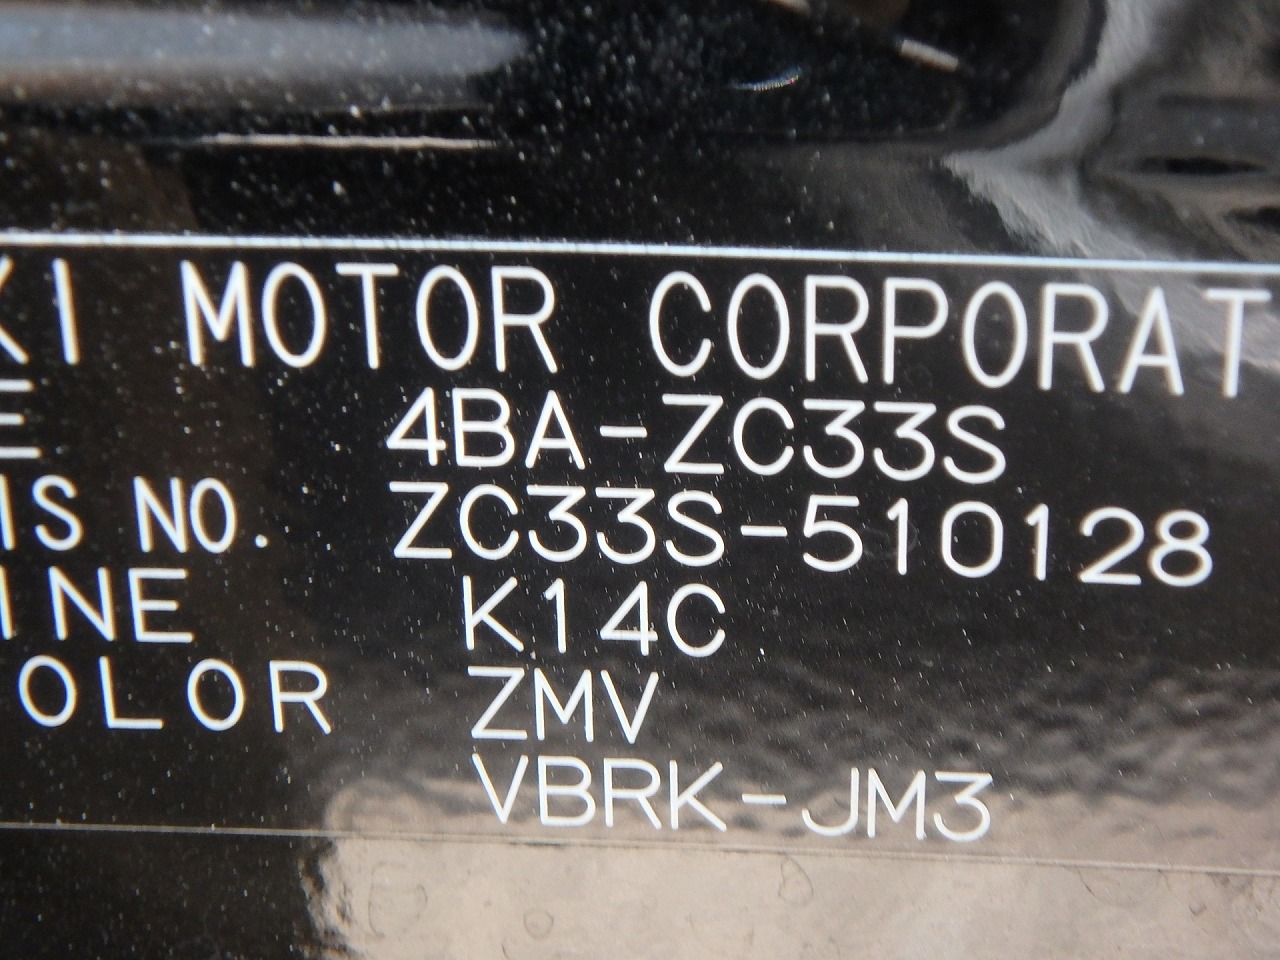 KI MOTOR CORPORAT
E 4BA-ZC33S
IS NO. ZC33S-510128
INE K14C
OLOR ZMV
VBRK-JM3